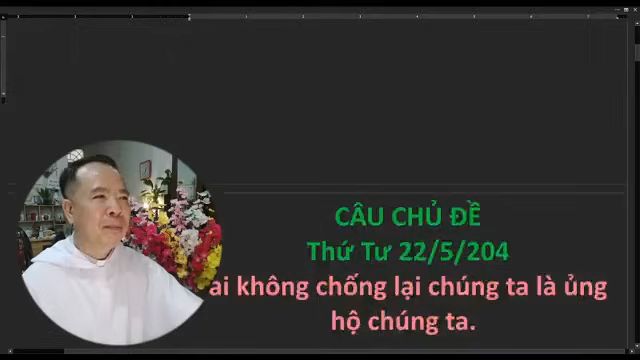 CÂU CHỦ ĐỀ
Thứ Tư 22/5/204
ai không chống lại chúng ta là ủng
hộ chúng ta.